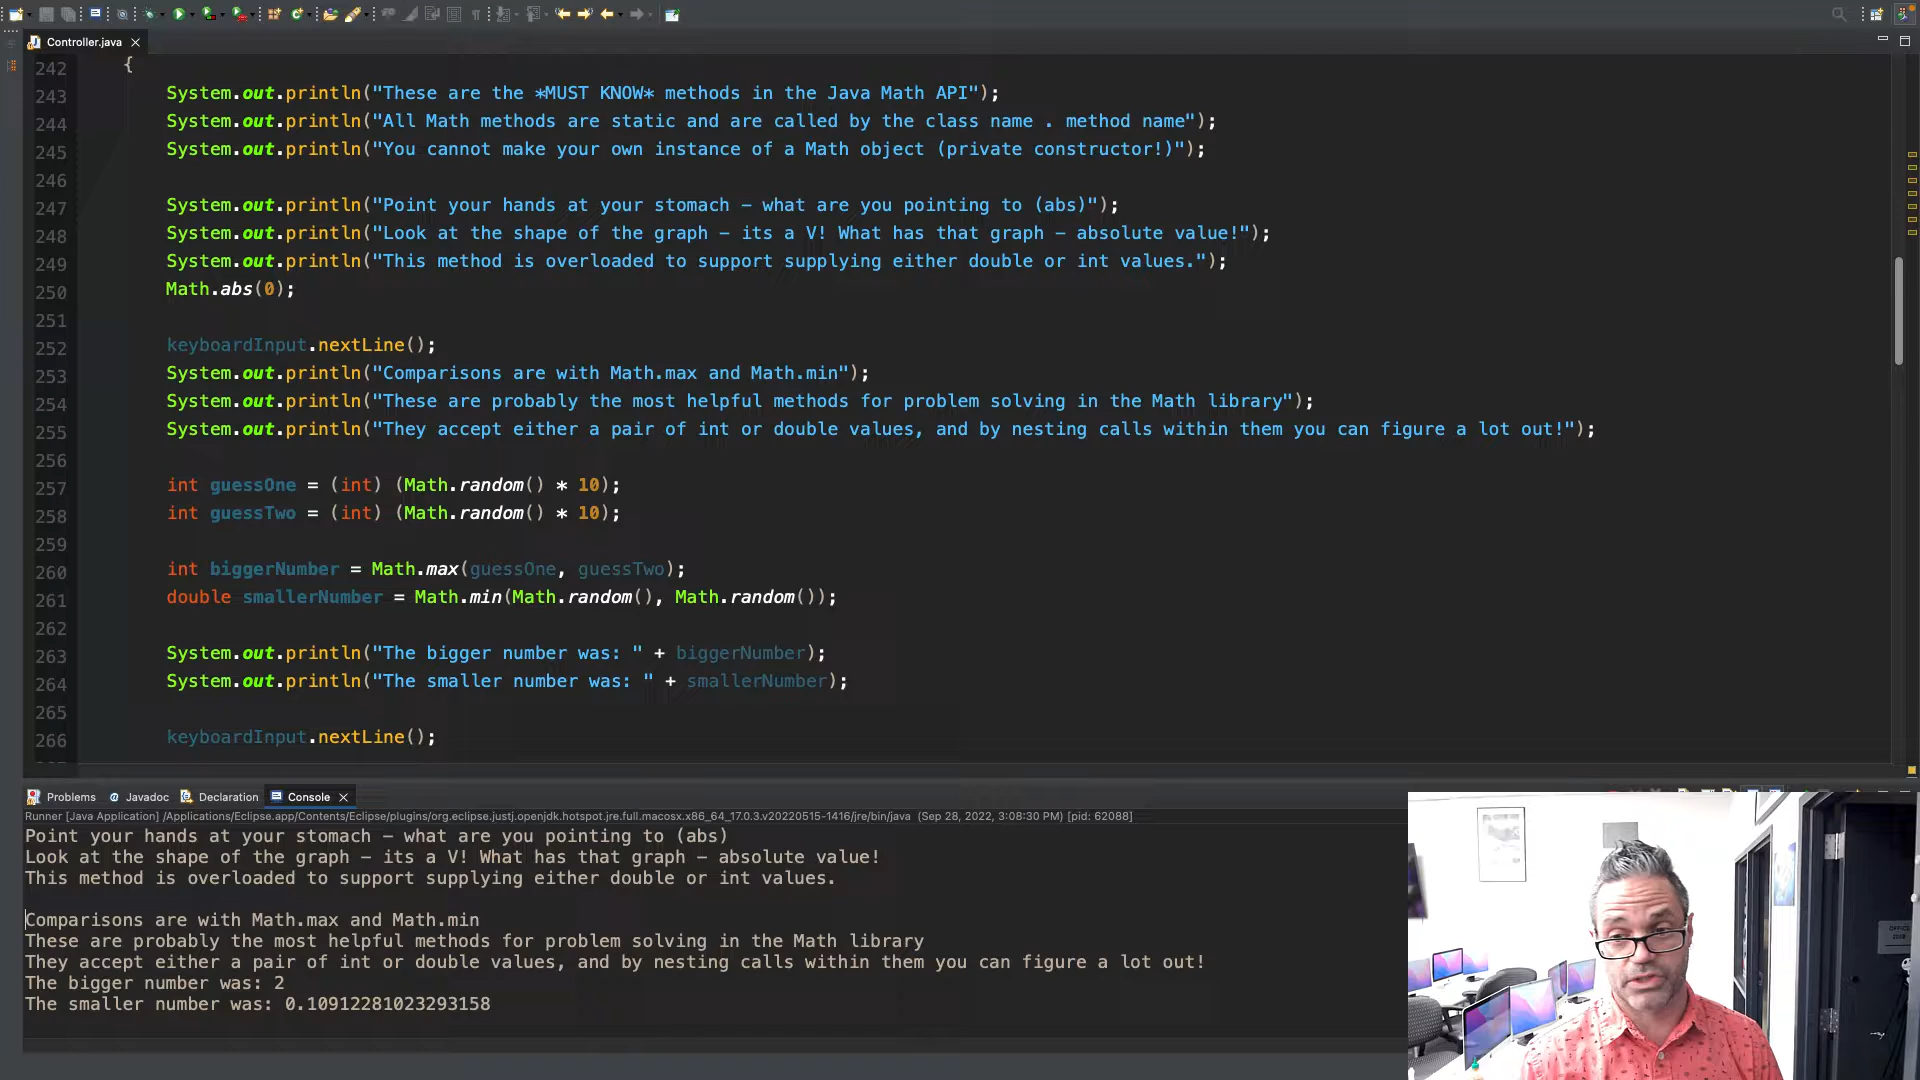 Controller.java
242 {
243 System.out.println("These are the *MUST KNOW* methods in the Java Math API");
244 System.out.println("All Math methods are static and are called by the class name . method name");
245 System.out.println("You cannot make your own instance of a Math object (private constructor!)");
246
247 System.out.println("Point your hands at your stomach – what are you pointing to (abs)");
248 System.out.println("Look at the shape of the graph – its a V! What has that graph – absolute value!");
249 System.out.println("This method is overloaded to support supplying either double or int values.");
250 Math.abs(0);
251
252 keyboardInput.nextLine();
253 System.out.println("Comparisons are with Math.max and Math.min");
254 System.out.println("These are probably the most helpful methods for problem solving in the Math library");
255 System.out.println("They accept either a pair of int or double values, and by nesting calls within them you can figure a lot out!");
256
257 int guessOne = (int) (Math.random() * 10);
258 int guessTwo = (int) (Math.random() * 10);
259
260 int biggerNumber = Math.max(guessOne, guessTwo);
261 double smallerNumber = Math.min(Math.random(), Math.random());
262
263 System.out.println("The bigger number was: " + biggerNumber);
264 System.out.println("The smaller number was: " + smallerNumber);
265
266 keyboardInput.nextLine();
Problems @ Javadoc Declaration Console
Runner [Java Application] /Applications/Eclipse.app/Contents/Eclipse/plugins/org.eclipse.justj.openjdk.hotspot.jre.full.macosx.x86_64_17.0.3.v20220515-1416/jre/bin/java (Sep 28, 2022, 3:08:30 PM) [pid: 62088]
Point your hands at your stomach – what are you pointing to (abs)
Look at the shape of the graph – its a V! What has that graph – absolute value!
This method is overloaded to support supplying either double or int values.
Comparisons are with Math.max and Math.min
These are probably the most helpful methods for problem solving in the Math library
They accept either a pair of int or double values, and by nesting calls within them you can figure a lot out!
The bigger number was: 2
The smaller number was: 0.10912281023293158
OFFICE